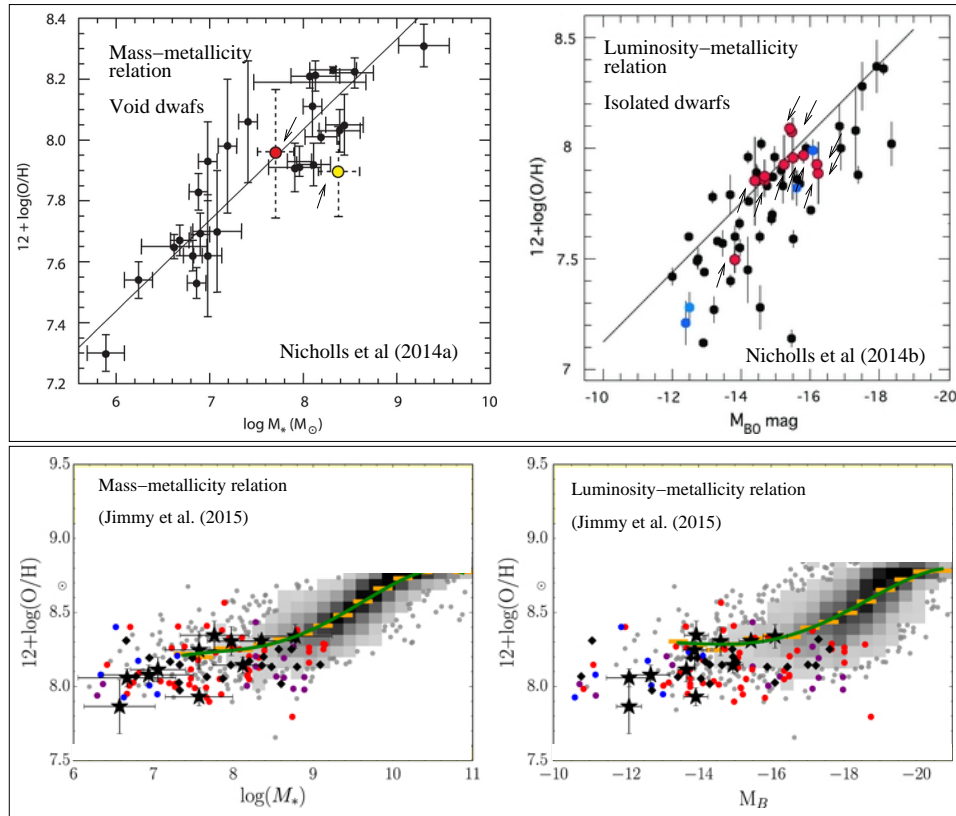 8.4
8.2
8.0
7.8
7.6
7.4
7.2
12 + log(O/H)
Mass−metallicity
relation
Void dwafs
Nicholls et al (2014a)
6 7 8 9 10
log M* (M⊙)
8.5
8
7.5
7
12+log(O/H)
Luminosity−metallicity
relation
Isolated dwarfs
Nicholls et al (2014b)
-10 -12 -14 -16 -18 -20
MB0 mag
9.5
9.0
8.5
8.0
7.5
12+log(O/H)
⊙
Mass−metallicity relation
(Jimmy et al. (2015)
6 7 8 9 10 11
log(M*)
9.5
9.0
8.5
8.0
7.5
12+log(O/H)
⊙
Luminosity−metallicity relation
(Jimmy et al. (2015)
−10 −12 −14 −16 −18 −20
MB